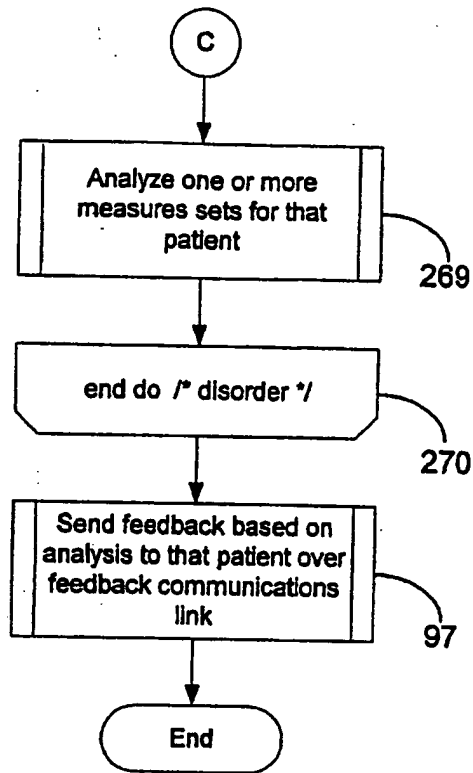 C
Analyze one or more
measures sets for that
patient
269
end do /* disorder */
270
Send feedback based on
analysis to that patient over
feedback communications
link
97
End